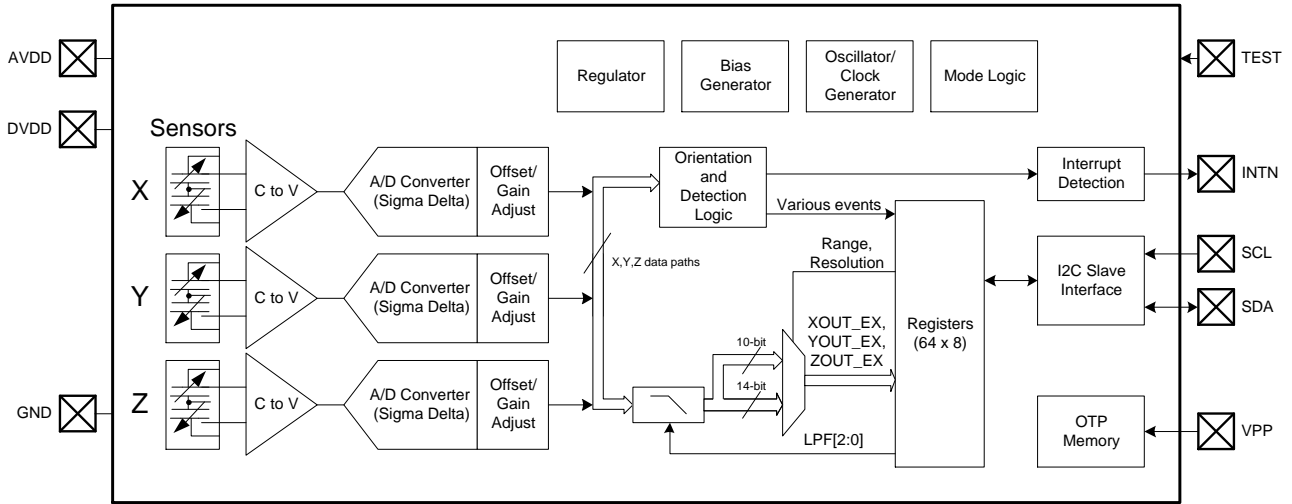 AVDD
DVDD
GND
Regulator
Bias
Generator
Oscillator/
Clock
Generator
Mode Logic
TEST
Sensors
X
C to V
A/D Converter
(Sigma Delta)
Offset/
Gain
Adjust
Y
C to V
A/D Converter
(Sigma Delta)
Offset/
Gain
Adjust
Z
C to V
A/D Converter
(Sigma Delta)
Offset/
Gain
Adjust
X,Y,Z data paths
Orientation
and
Detection
Logic
Various events
Range,
Resolution
XOUT_EX,
YOUT_EX,
ZOUT_EX
10-bit
14-bit
LPF[2:0]
Registers
(64 x 8)
Interrupt
Detection
INTN
I2C Slave
Interface
SCL
SDA
OTP
Memory
VPP